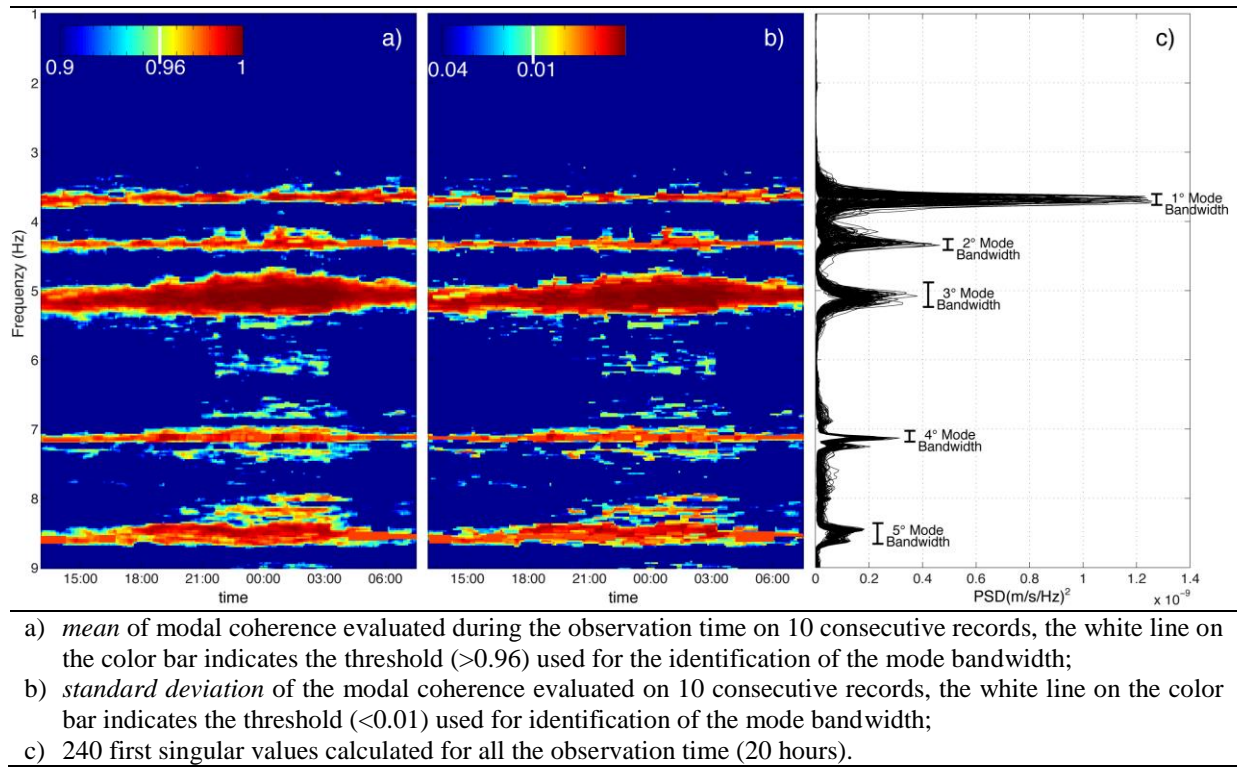 1
2
3
4
5
6
7
8
9
Frequenzy (Hz)
a)
0.9
0.96
1
15:00 18:00 21:00 00:00 03:00 06:00
time
b)
0.04
0.01
15:00 18:00 21:00 00:00 03:00 06:00
time
c)
1° Mode
Bandwidth
2° Mode
Bandwidth
3° Mode
Bandwidth
4° Mode
Bandwidth
5° Mode
Bandwidth
0 0.2 0.4 0.6 0.8 1 1.2 1.4
PSD(m/s/Hz)²
x 10⁻⁹
a) mean of modal coherence evaluated during the observation time on 10 consecutive records, the white line on
the color bar indicates the threshold (>0.96) used for the identification of the mode bandwidth;
b) standard deviation of the modal coherence evaluated on 10 consecutive records, the white line on the color
bar indicates the threshold (<0.01) used for identification of the mode bandwidth;
c) 240 first singular values calculated for all the observation time (20 hours).